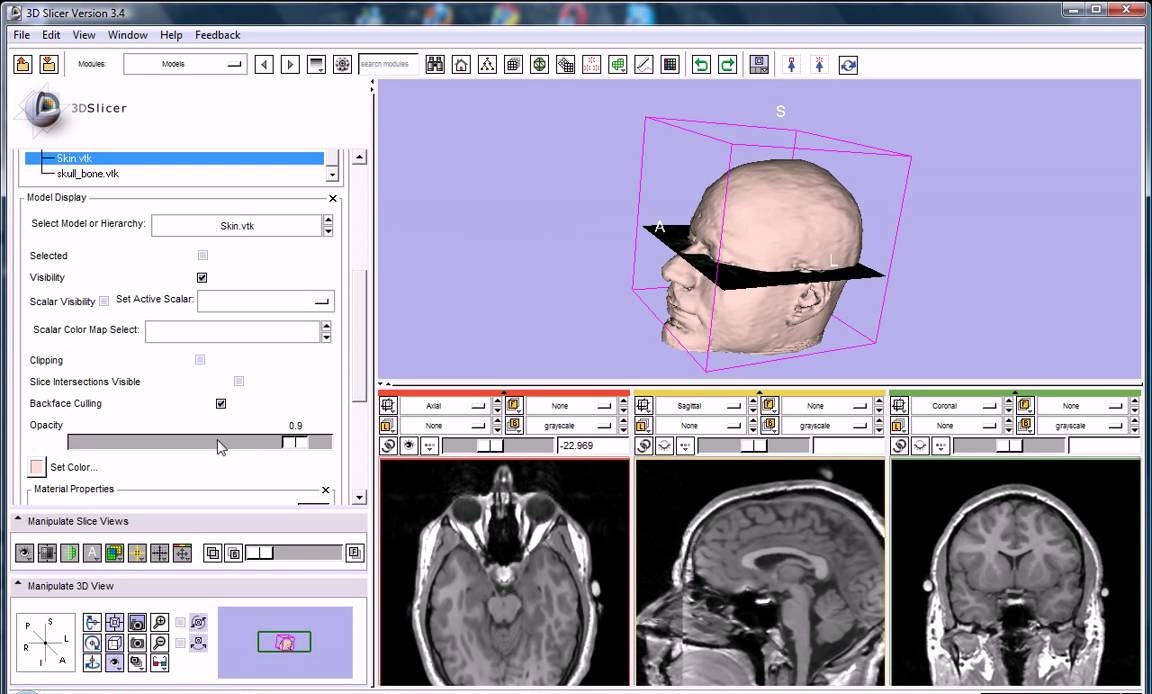 3D Slicer Version 3.4
File Edit View Window Help Feedback
Modules: Models search modules
3DSlicer
Skin.vtk
skull_bone.vtk
Model Display
Select Model or Hierarchy: Skin.vtk
Selected
Visibility
Scalar Visibility Set Active Scalar:
Scalar Color Map Select:
Clipping
Slice Intersections Visible
Backface Culling
Opacity 0.9
Set Color...
Material Properties
Manipulate Slice Views
A
Manipulate 3D View
P S
L
R
I A
S
A
L
Axial None
None grayscale
-22.969
Sagittal None
None grayscale
Coronal None
None grayscale